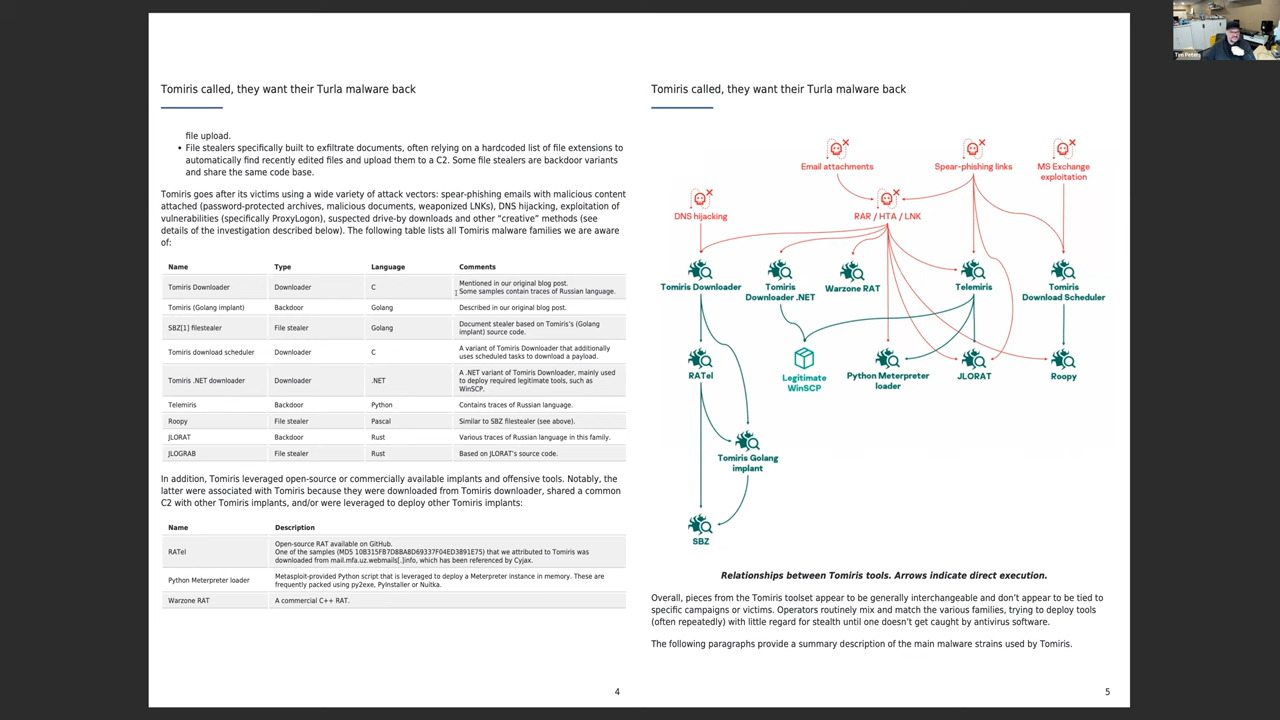 Tomiris called, they want their Turla malware back
file upload.
• File stealers specifically built to exfiltrate documents, often relying on a hardcoded list of file extensions to
automatically find recently edited files and upload them to a C2. Some file stealers are backdoor variants
and share the same code base.
Tomiris goes after its victims using a wide variety of attack vectors: spear-phishing emails with malicious content
attached (password-protected archives, malicious documents, weaponized LNKs), DNS hijacking, exploitation of
vulnerabilities (specifically ProxyLogon), suspected drive-by downloads and other “creative” methods (see
details of the investigation described below). The following table lists all Tomiris malware families we are aware
of:
Name Type Language Comments
Tomiris Downloader Downloader C Mentioned in our original blog post.
Some samples contain traces of Russian language.
Tomiris (Golang implant) Backdoor Golang Described in our original blog post.
SBZ[1] filestealer File stealer Golang Document stealer based on Tomiris's (Golang
implant) source code.
Tomiris download scheduler Downloader C A variant of Tomiris Downloader that additionally
uses scheduled tasks to download a payload.
Tomiris .NET downloader Downloader .NET A .NET variant of Tomiris Downloader, mainly used
to deploy required legitimate tools, such as
WinSCP.
Telemiris Backdoor Python Contains traces of Russian language.
Roopy File stealer Pascal Similar to SBZ filestealer (see above).
JLORAT Backdoor Rust Various traces of Russian language in this family.
JLOGRAB File stealer Rust Based on JLORAT's source code.
In addition, Tomiris leveraged open-source or commercially available implants and offensive tools. Notably, the
latter were associated with Tomiris because they were downloaded from Tomiris downloader, shared a common
C2 with other Tomiris implants, and/or were leveraged to deploy other Tomiris implants:
Name Description
RATel Open-source RAT available on GitHub.
One of the samples (MD5 10B315FB7D8BA8D69337F04ED3891E75) that we attributed to Tomiris was
downloaded from mail.mfa.uz.webmails[.]info, which has been referenced by Cyjax.
Python Meterpreter loader Metasploit-provided Python script that is leveraged to deploy a Meterpreter instance in memory. These are
frequently packed using py2exe, PyInstaller or Nuitka.
Warzone RAT A commercial C++ RAT.
4
Tomiris called, they want their Turla malware back
Email attachments
Spear-phishing links
MS Exchange
exploitation
DNS hijacking
RAR / HTA / LNK
Tomiris Downloader
Tomiris
Downloader .NET
Warzone RAT
Telemiris
Tomiris
Download Scheduler
RATel
Legitimate
WinSCP
Python Meterpreter
loader
JLORAT
Roopy
Tomiris Golang
implant
SBZ
Relationships between Tomiris tools. Arrows indicate direct execution.
Overall, pieces from the Tomiris toolset appear to be generally interchangeable and don’t appear to be tied to
specific campaigns or victims. Operators routinely mix and match the various families, trying to deploy tools
(often repeatedly) with little regard for stealth until one doesn’t get caught by antivirus software.
The following paragraphs provide a summary description of the main malware strains used by Tomiris.
5
Tim Peters